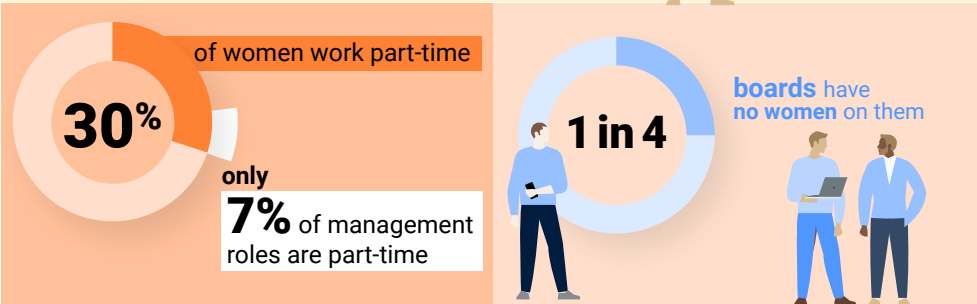 30%
of women work part-time
only
7% of management
roles are part-time
1 in 4
boards have
no women on them